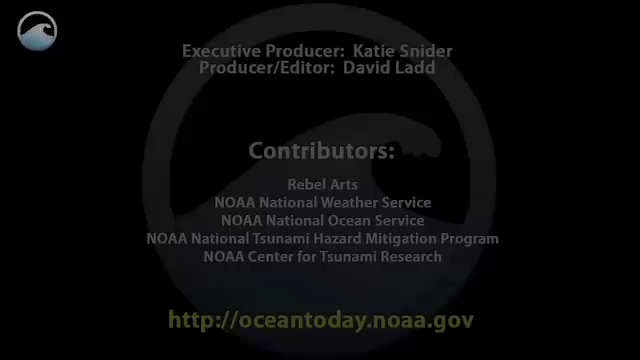 Executive Producer: Katie Snider
Producer/Editor: David Ladd
Contributors:
Rebel Arts
NOAA National Weather Service
NOAA National Ocean Service
NOAA National Tsunami Hazard Mitigation Program
NOAA Center for Tsunami Research
http://oceantoday.noaa.gov